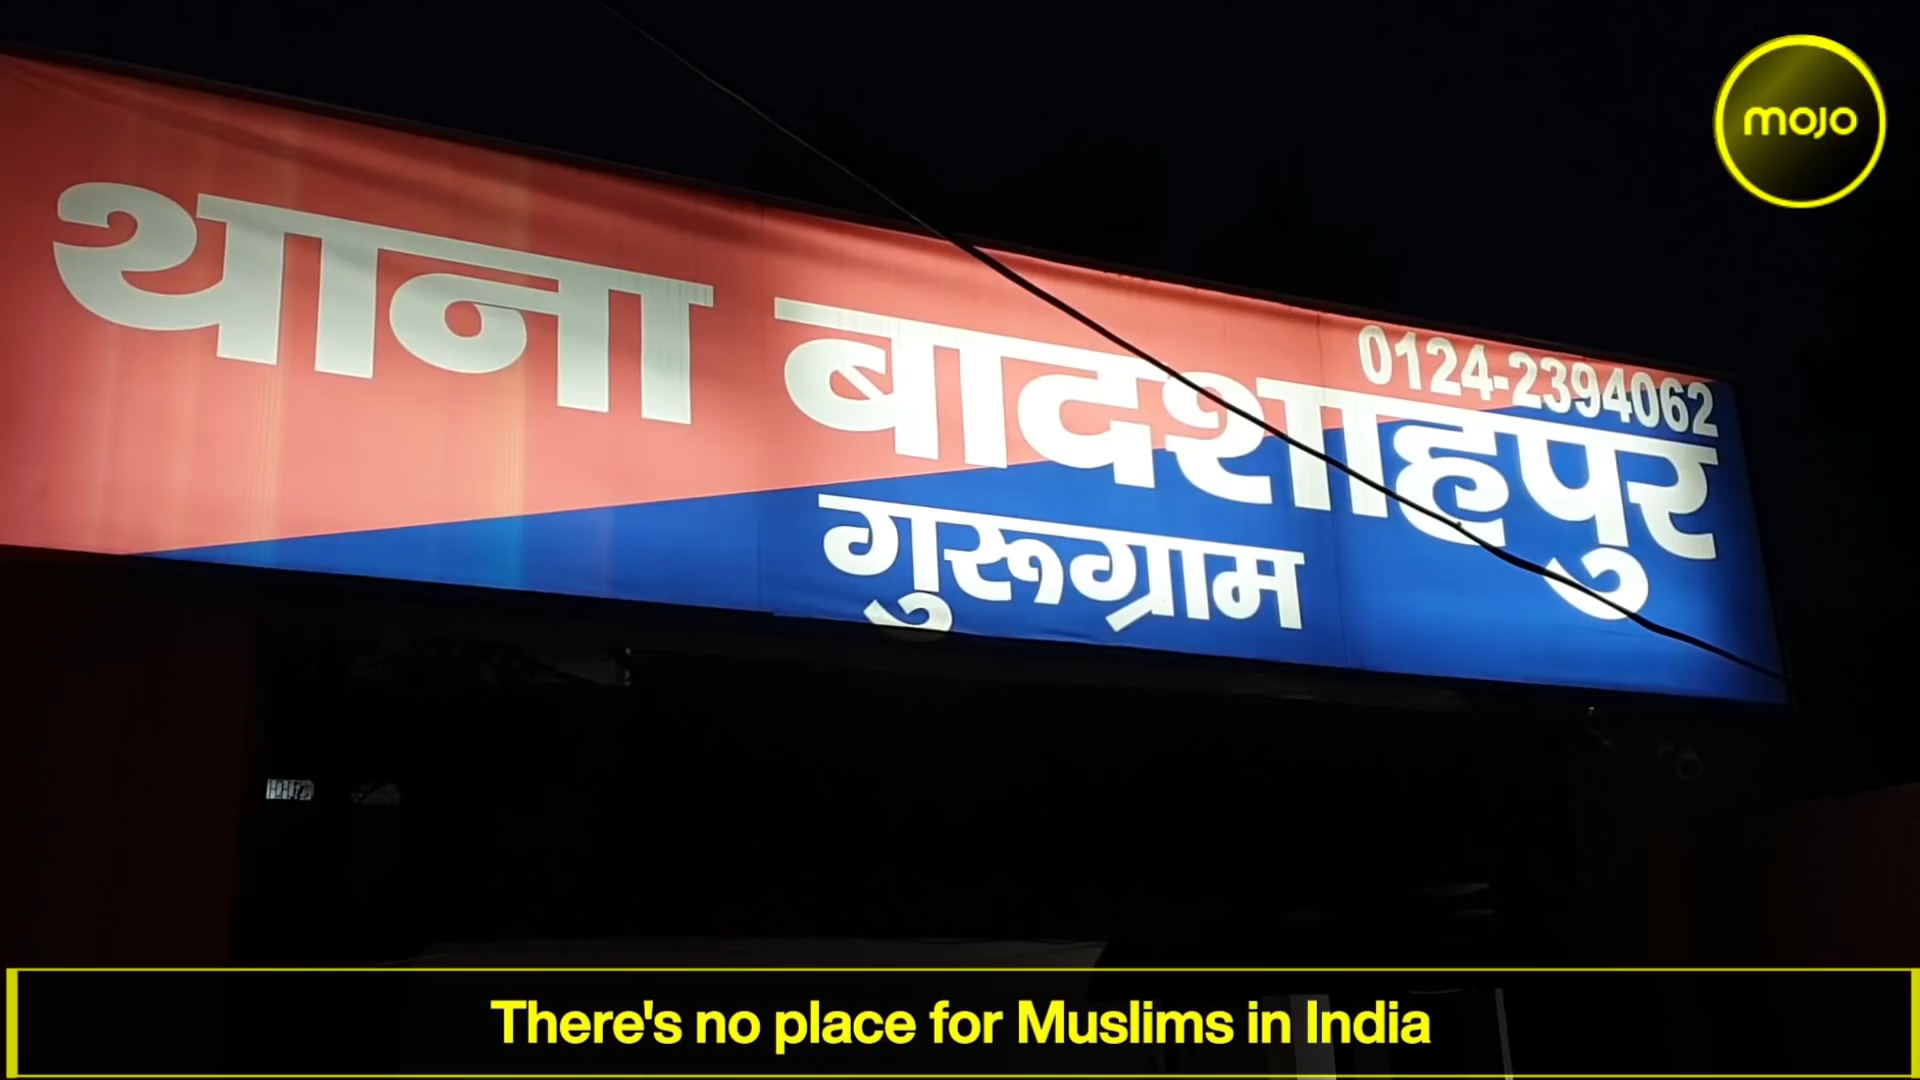 mojo
थाना बादशाहपुर
0124-2394062
गुरूग्राम
There's no place for Muslims in India